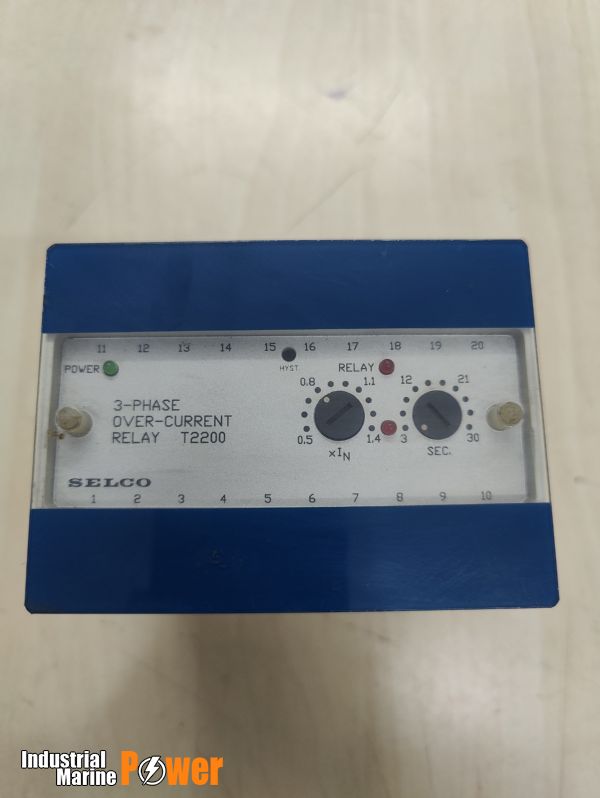 11 12 13 14 15 16 17 18 19 20
POWER HYST RELAY
0.8 1.1 12 21
3-PHASE
OVER-CURRENT
RELAY T2200
0.5 1.4 3 30
×IN SEC.
SELCO
1 2 3 4 5 6 7 8 9 10
Industrial
Marine Power